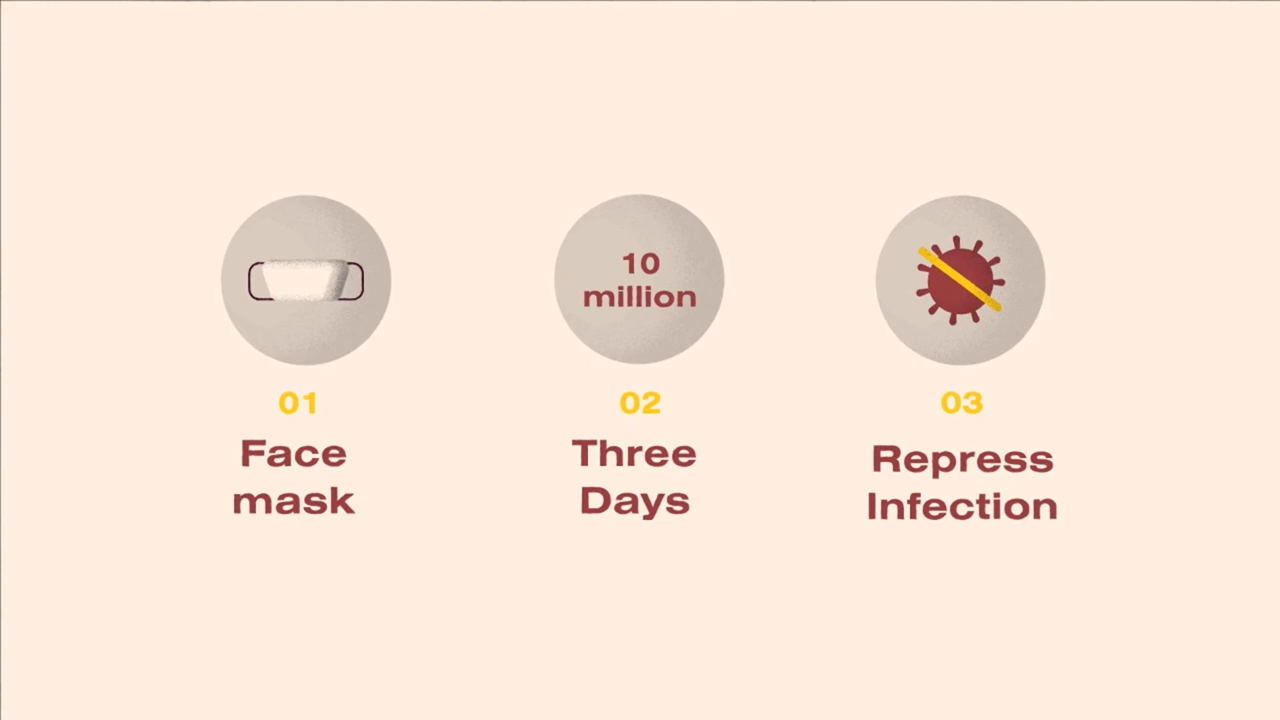 10
million
01
Face
mask
02
Three
Days
03
Repress
Infection